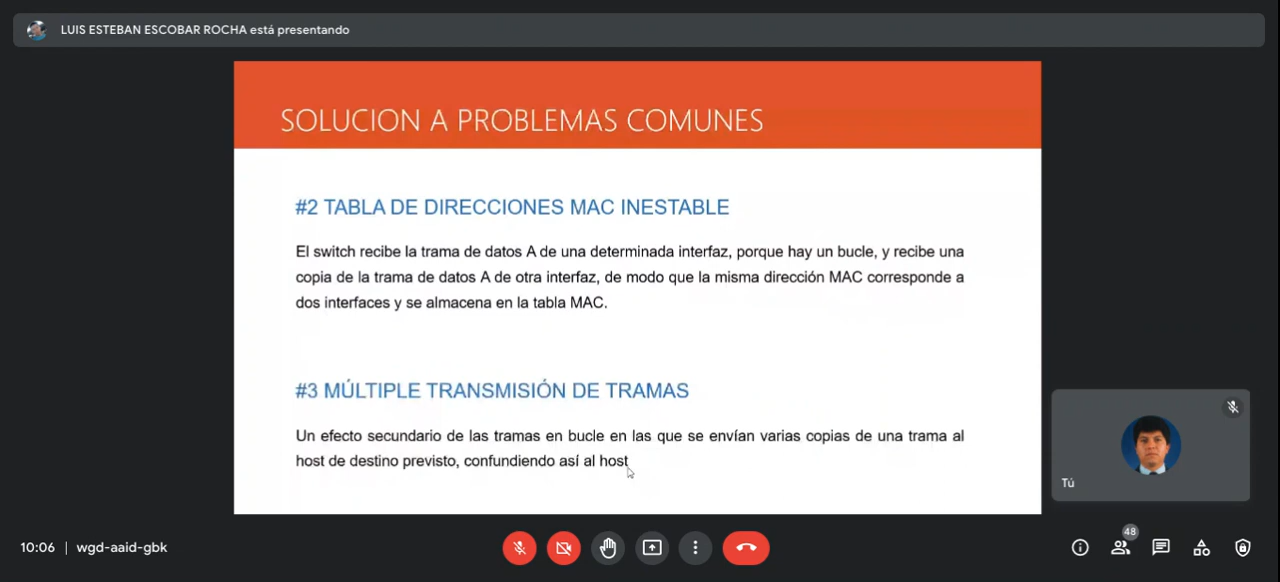 LUIS ESTEBAN ESCOBAR ROCHA está presentando
SOLUCION A PROBLEMAS COMUNES
#2 TABLA DE DIRECCIONES MAC INESTABLE
El switch recibe la trama de datos A de una determinada interfaz, porque hay un bucle, y recibe una
copia de la trama de datos A de otra interfaz, de modo que la misma dirección MAC corresponde a
dos interfaces y se almacena en la tabla MAC.
#3 MÚLTIPLE TRANSMISIÓN DE TRAMAS
Un efecto secundario de las tramas en bucle en las que se envían varias copias de una trama al
host de destino previsto, confundiendo así al host
Tú
10:06 | wgd-aaid-gbk
48